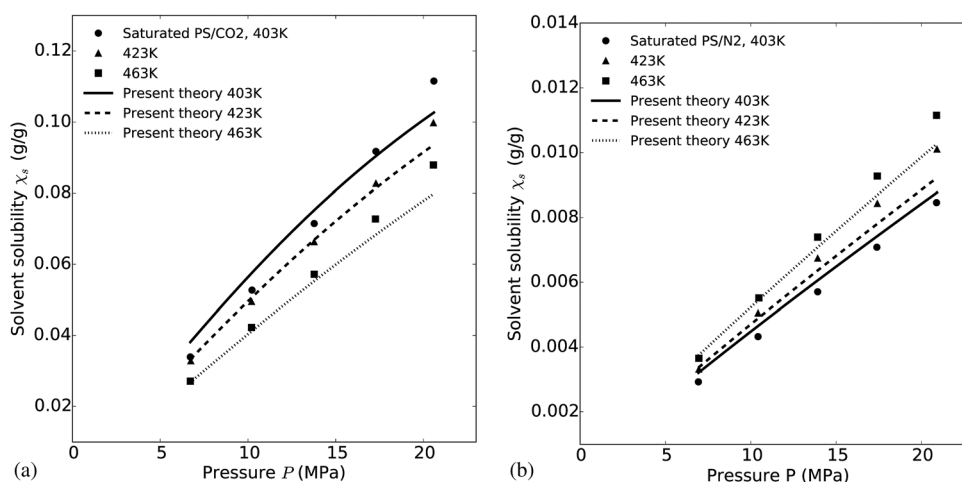 0.12
0.10
0.08
0.06
0.04
0.02
Solvent solubility χs (g/g)
Saturated PS/CO2, 403K
423K
463K
Present theory 403K
Present theory 423K
Present theory 463K
0 5 10 15 20
Pressure P (MPa)
(a)
0.014
0.012
0.010
0.008
0.006
0.004
0.002
Solvent solubility χs (g/g)
Saturated PS/N2, 403K
423K
463K
Present theory 403K
Present theory 423K
Present theory 463K
0 5 10 15 20
Pressure P (MPa)
(b)